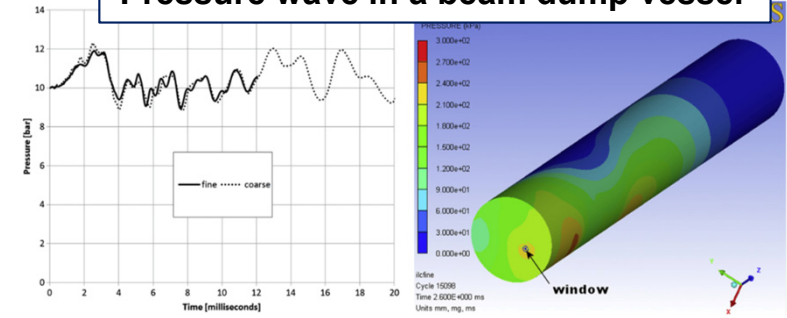 Pressure wave in a beam dump vessel
14
12
10
8
6
4
2
0
0 2 4 6 8 10 12 14 16 18 20
Pressure [bar]
Time [milliseconds]
fine coarse
PRESSURE (kPa)
3.000e+02
2.700e+02
2.400e+02
2.100e+02
1.800e+02
1.500e+02
1.200e+02
9.000e+01
6.000e+01
3.000e+01
0.000e+00
ilcfine
Cycle 15098
Time 2.600E+000 ms
Units mm, mg, ms
window
Y
Z
X
S